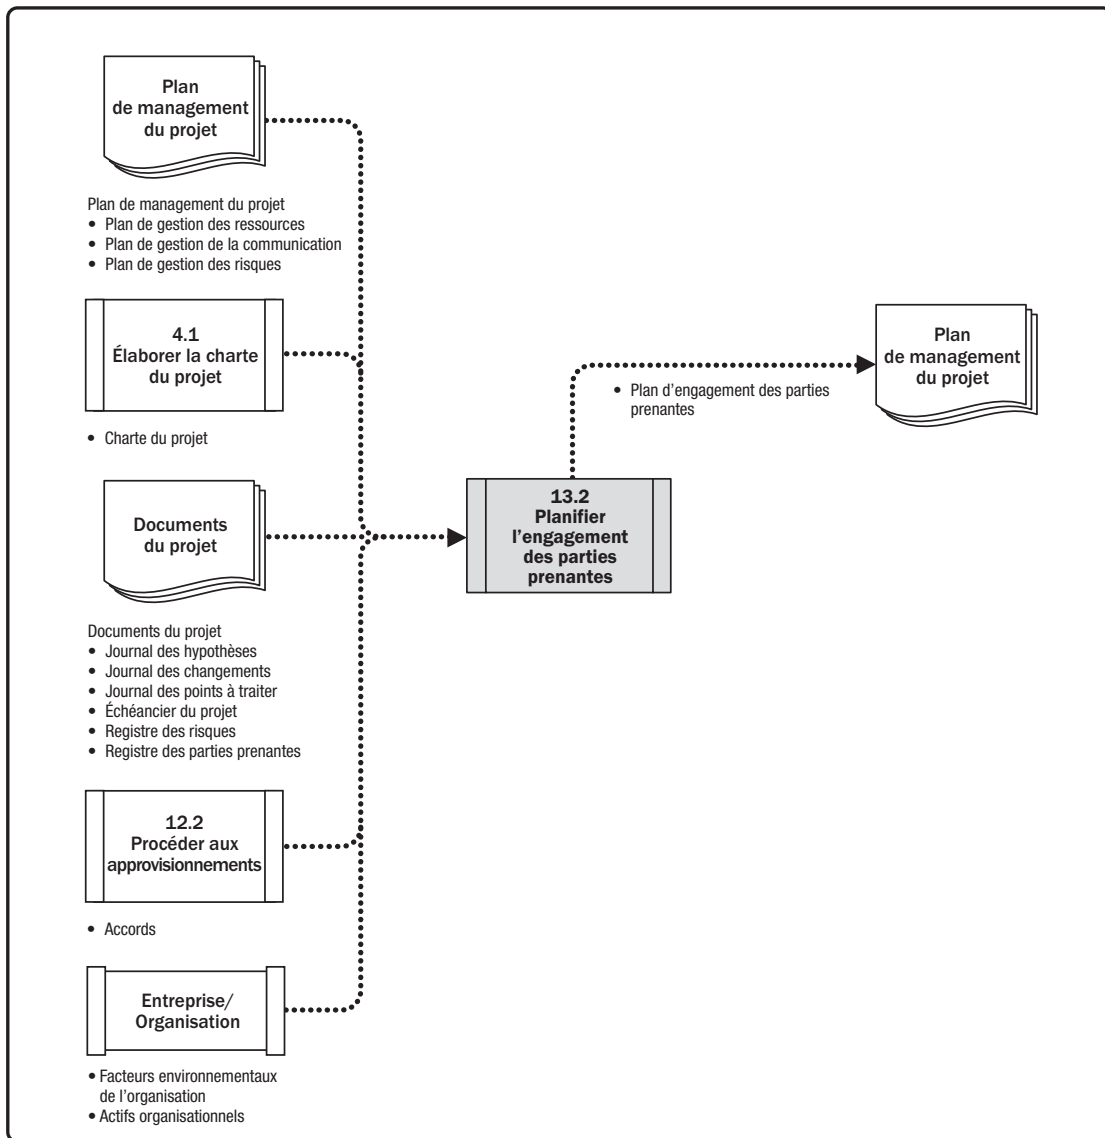 Plan
de management
du projet
Plan de management du projet
• Plan de gestion des ressources
• Plan de gestion de la communication
• Plan de gestion des risques
4.1
Élaborer la charte
du projet
• Charte du projet
Documents
du projet
Documents du projet
• Journal des hypothèses
• Journal des changements
• Journal des points à traiter
• Échéancier du projet
• Registre des risques
• Registre des parties prenantes
12.2
Procéder aux
approvisionnements
• Accords
Entreprise/
Organisation
• Facteurs environnementaux
de l'organisation
• Actifs organisationnels
13.2
Planifier
l'engagement
des parties
prenantes
• Plan d'engagement des parties
prenantes
Plan
de management
du projet